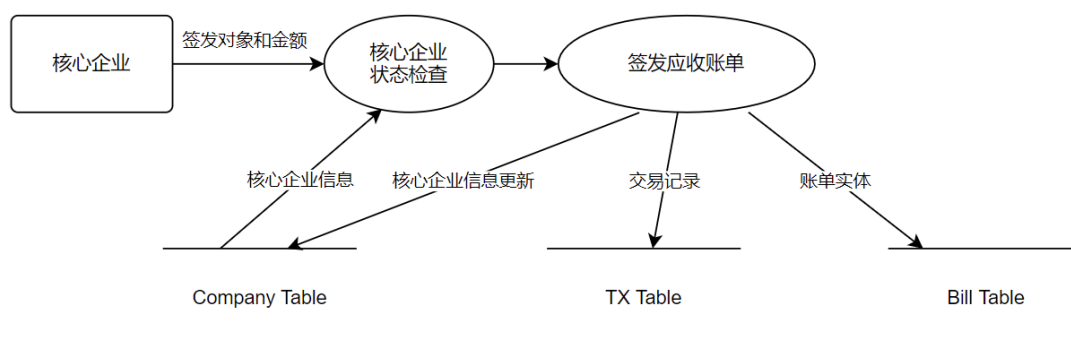 签发对象和金额
核心企业
核心企业
状态检查
签发应收账单
核心企业信息
核心企业信息更新
交易记录
账单实体
Company Table
TX Table
Bill Table